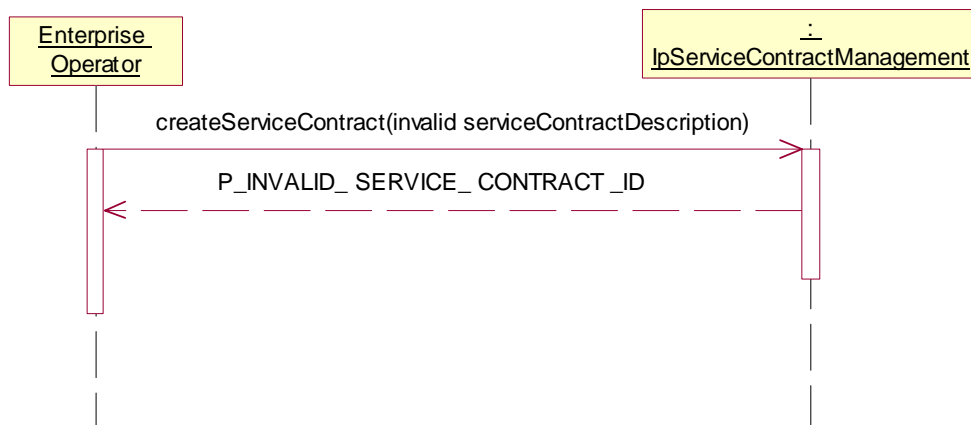 Enterprise
Operator
:
IpServiceContractManagement
createServiceContract(invalid serviceContractDescription)
P_INVALID_ SERVICE_ CONTRACT _ID